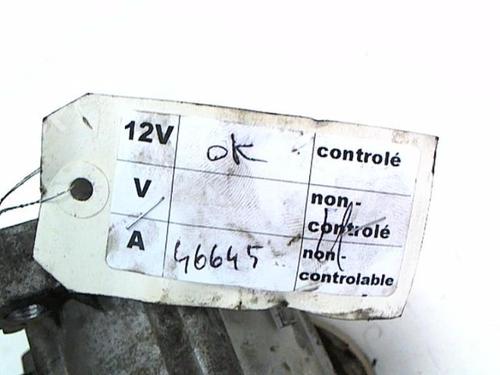 12V OK controlé
V non-
controlé
A 46645 non-
controlable